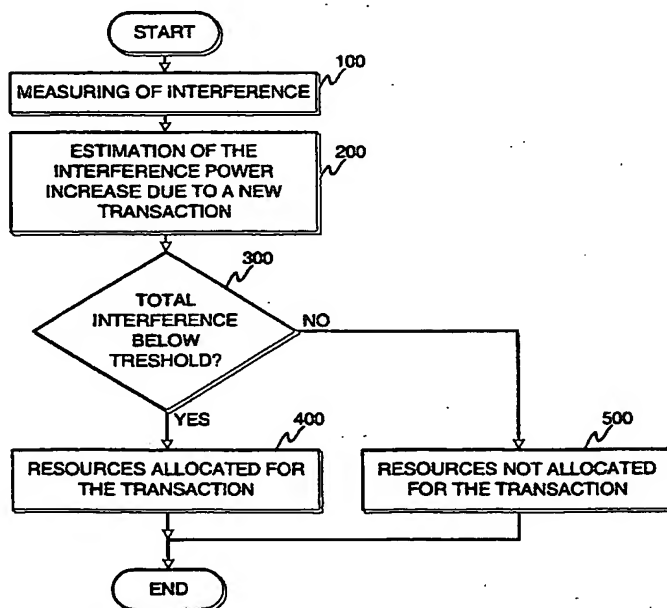 START
100
MEASURING OF INTERFERENCE
200
ESTIMATION OF THE
INTERFERENCE POWER
INCREASE DUE TO A NEW
TRANSACTION
300
TOTAL
INTERFERENCE
BELOW
TRESHOLD?
NO
YES
400
RESOURCES ALLOCATED FOR
THE TRANSACTION
500
RESOURCES NOT ALLOCATED
FOR THE TRANSACTION
END